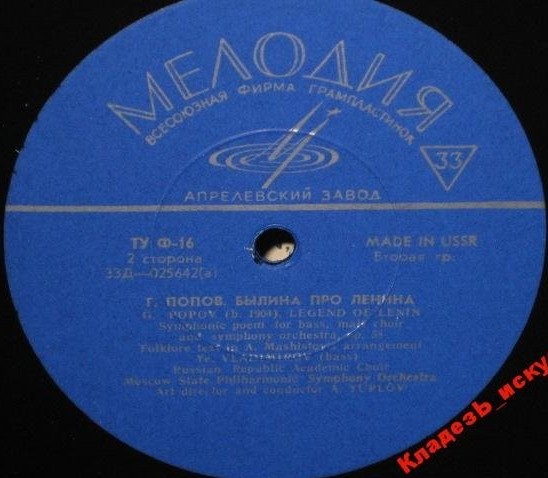 МЕЛОДИЯ
ВСЕСОЮЗНАЯ ФИРМА ГРАМПЛАСТИНОК
33
АПРЕЛЕВСКИЙ ЗАВОД
ТУ Ф-16
MADE IN USSR
2 сторона
Вторая гр.
33Д—025642(а)
Г. ПОПОВ. БЫЛИНА ПРО ЛЕНИНА
G. POPOV (b. 1904). LEGEND OF LENIN
Symphonic poem for bass, male choir
and symphony orchestra, op.
Folklore text in A. arrangement
Ye. VLADIMIROV (bass)
Russian Republic Academic Choir
Moscow State Philharmonic Symphony Orchestra
Art director and conductor A. YURLOV
КладезЬ_иску